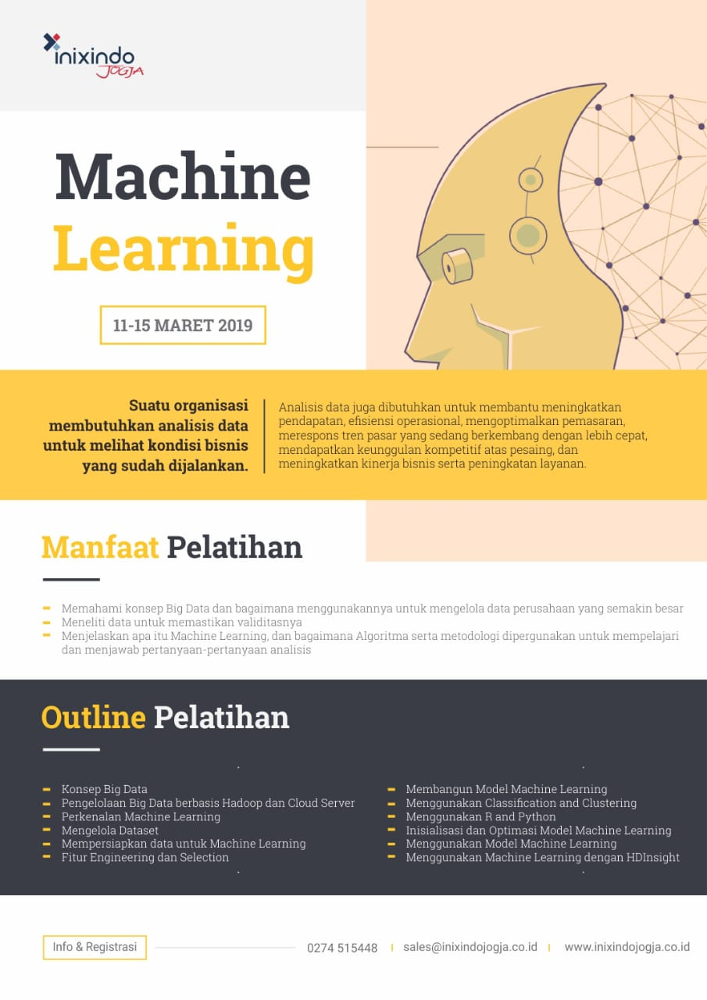 inixindo
JOGJA
Machine
Learning
11-15 MARET 2019
Suatu organisasi
membutuhkan analisis data
untuk melihat kondisi bisnis
yang sudah dijalankan.
Analisis data juga dibutuhkan untuk membantu meningkatkan
pendapatan, efisiensi operasional, mengoptimalkan pemasaran,
merespons tren pasar yang sedang berkembang dengan lebih cepat,
mendapatkan keunggulan kompetitif atas pesaing, dan
meningkatkan kinerja bisnis serta peningkatan layanan.
Manfaat Pelatihan
Memahami konsep Big Data dan bagaimana menggunakannya untuk mengelola data perusahaan yang semakin besar
Meneliti data untuk memastikan validitasnya
Menjelaskan apa itu Machine Learning, dan bagaimana Algoritma serta metodologi dipergunakan untuk mempelajari
dan menjawab pertanyaan-pertanyaan analisis
Outline Pelatihan
Konsep Big Data
Pengelolaan Big Data berbasis Hadoop dan Cloud Server
Perkenalan Machine Learning
Mengelola Dataset
Mempersiapkan data untuk Machine Learning
Fitur Engineering dan Selection
Membangun Model Machine Learning
Menggunakan Classification and Clustering
Menggunakan R and Python
Inisialisasi dan Optimasi Model Machine Learning
Menggunakan Model Machine Learning
Menggunakan Machine Learning dengan HDInsight
Info & Registrasi
0274 515448 | sales@inixindojogja.co.id | www.inixindojogja.co.id